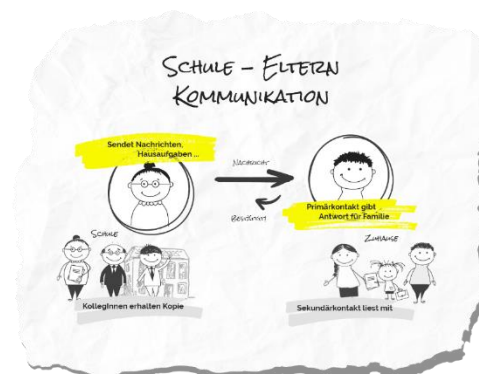 Schule – Eltern
Kommunikation
Sendet Nachrichten,
Hausaufgaben ...
Nachricht
Bestätigt
Primärkontakt gibt
Antwort für Familie
Schule
Zuhause
KollegInnen erhalten Kopie
Sekundärkontakt liest mit